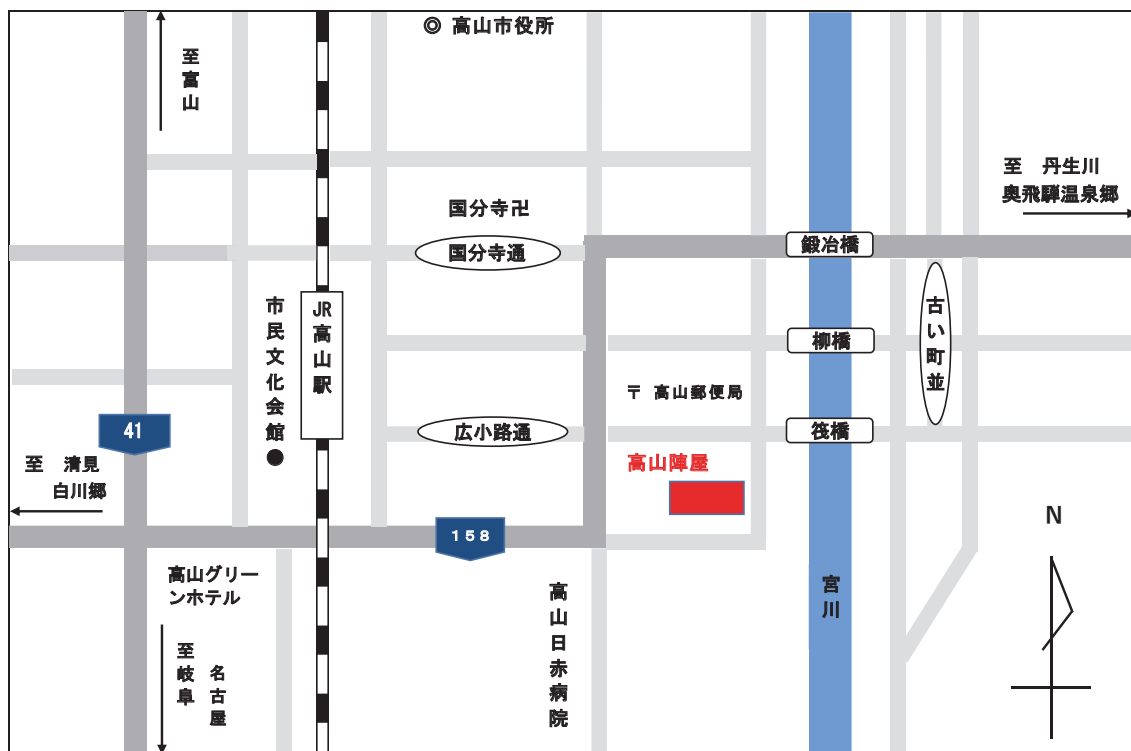 ◎ 高山市役所
至富山
至　丹生川
奥飛騨温泉郷
国分寺卍
国分寺通
鍛冶橋
市民文化会館
JR高山駅
古い町並
柳橋
〒 高山郵便局
41
広小路通
筏橋
至　清見
白川郷
高山陣屋
158
N
高山グリー
ンホテル
宮川
高山日赤病院
至岐阜
名古屋